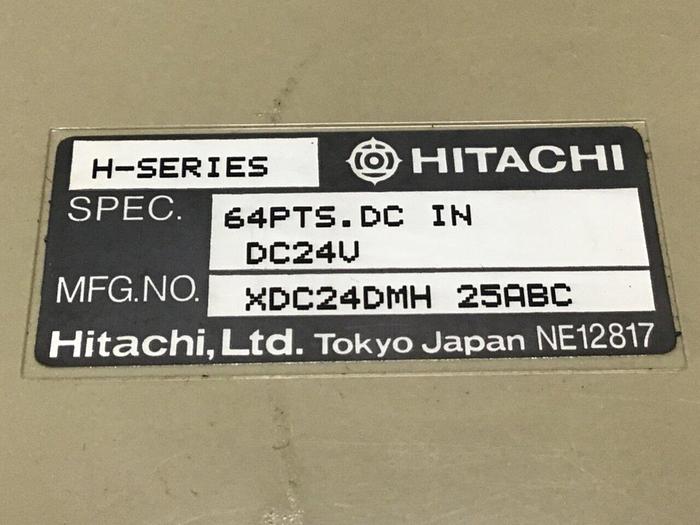 H-SERIES HITACHI
SPEC. 64PTS.DC IN
DC24V
MFG.NO. XDC24DMH 25ABC
Hitachi,Ltd. Tokyo Japan NE12817